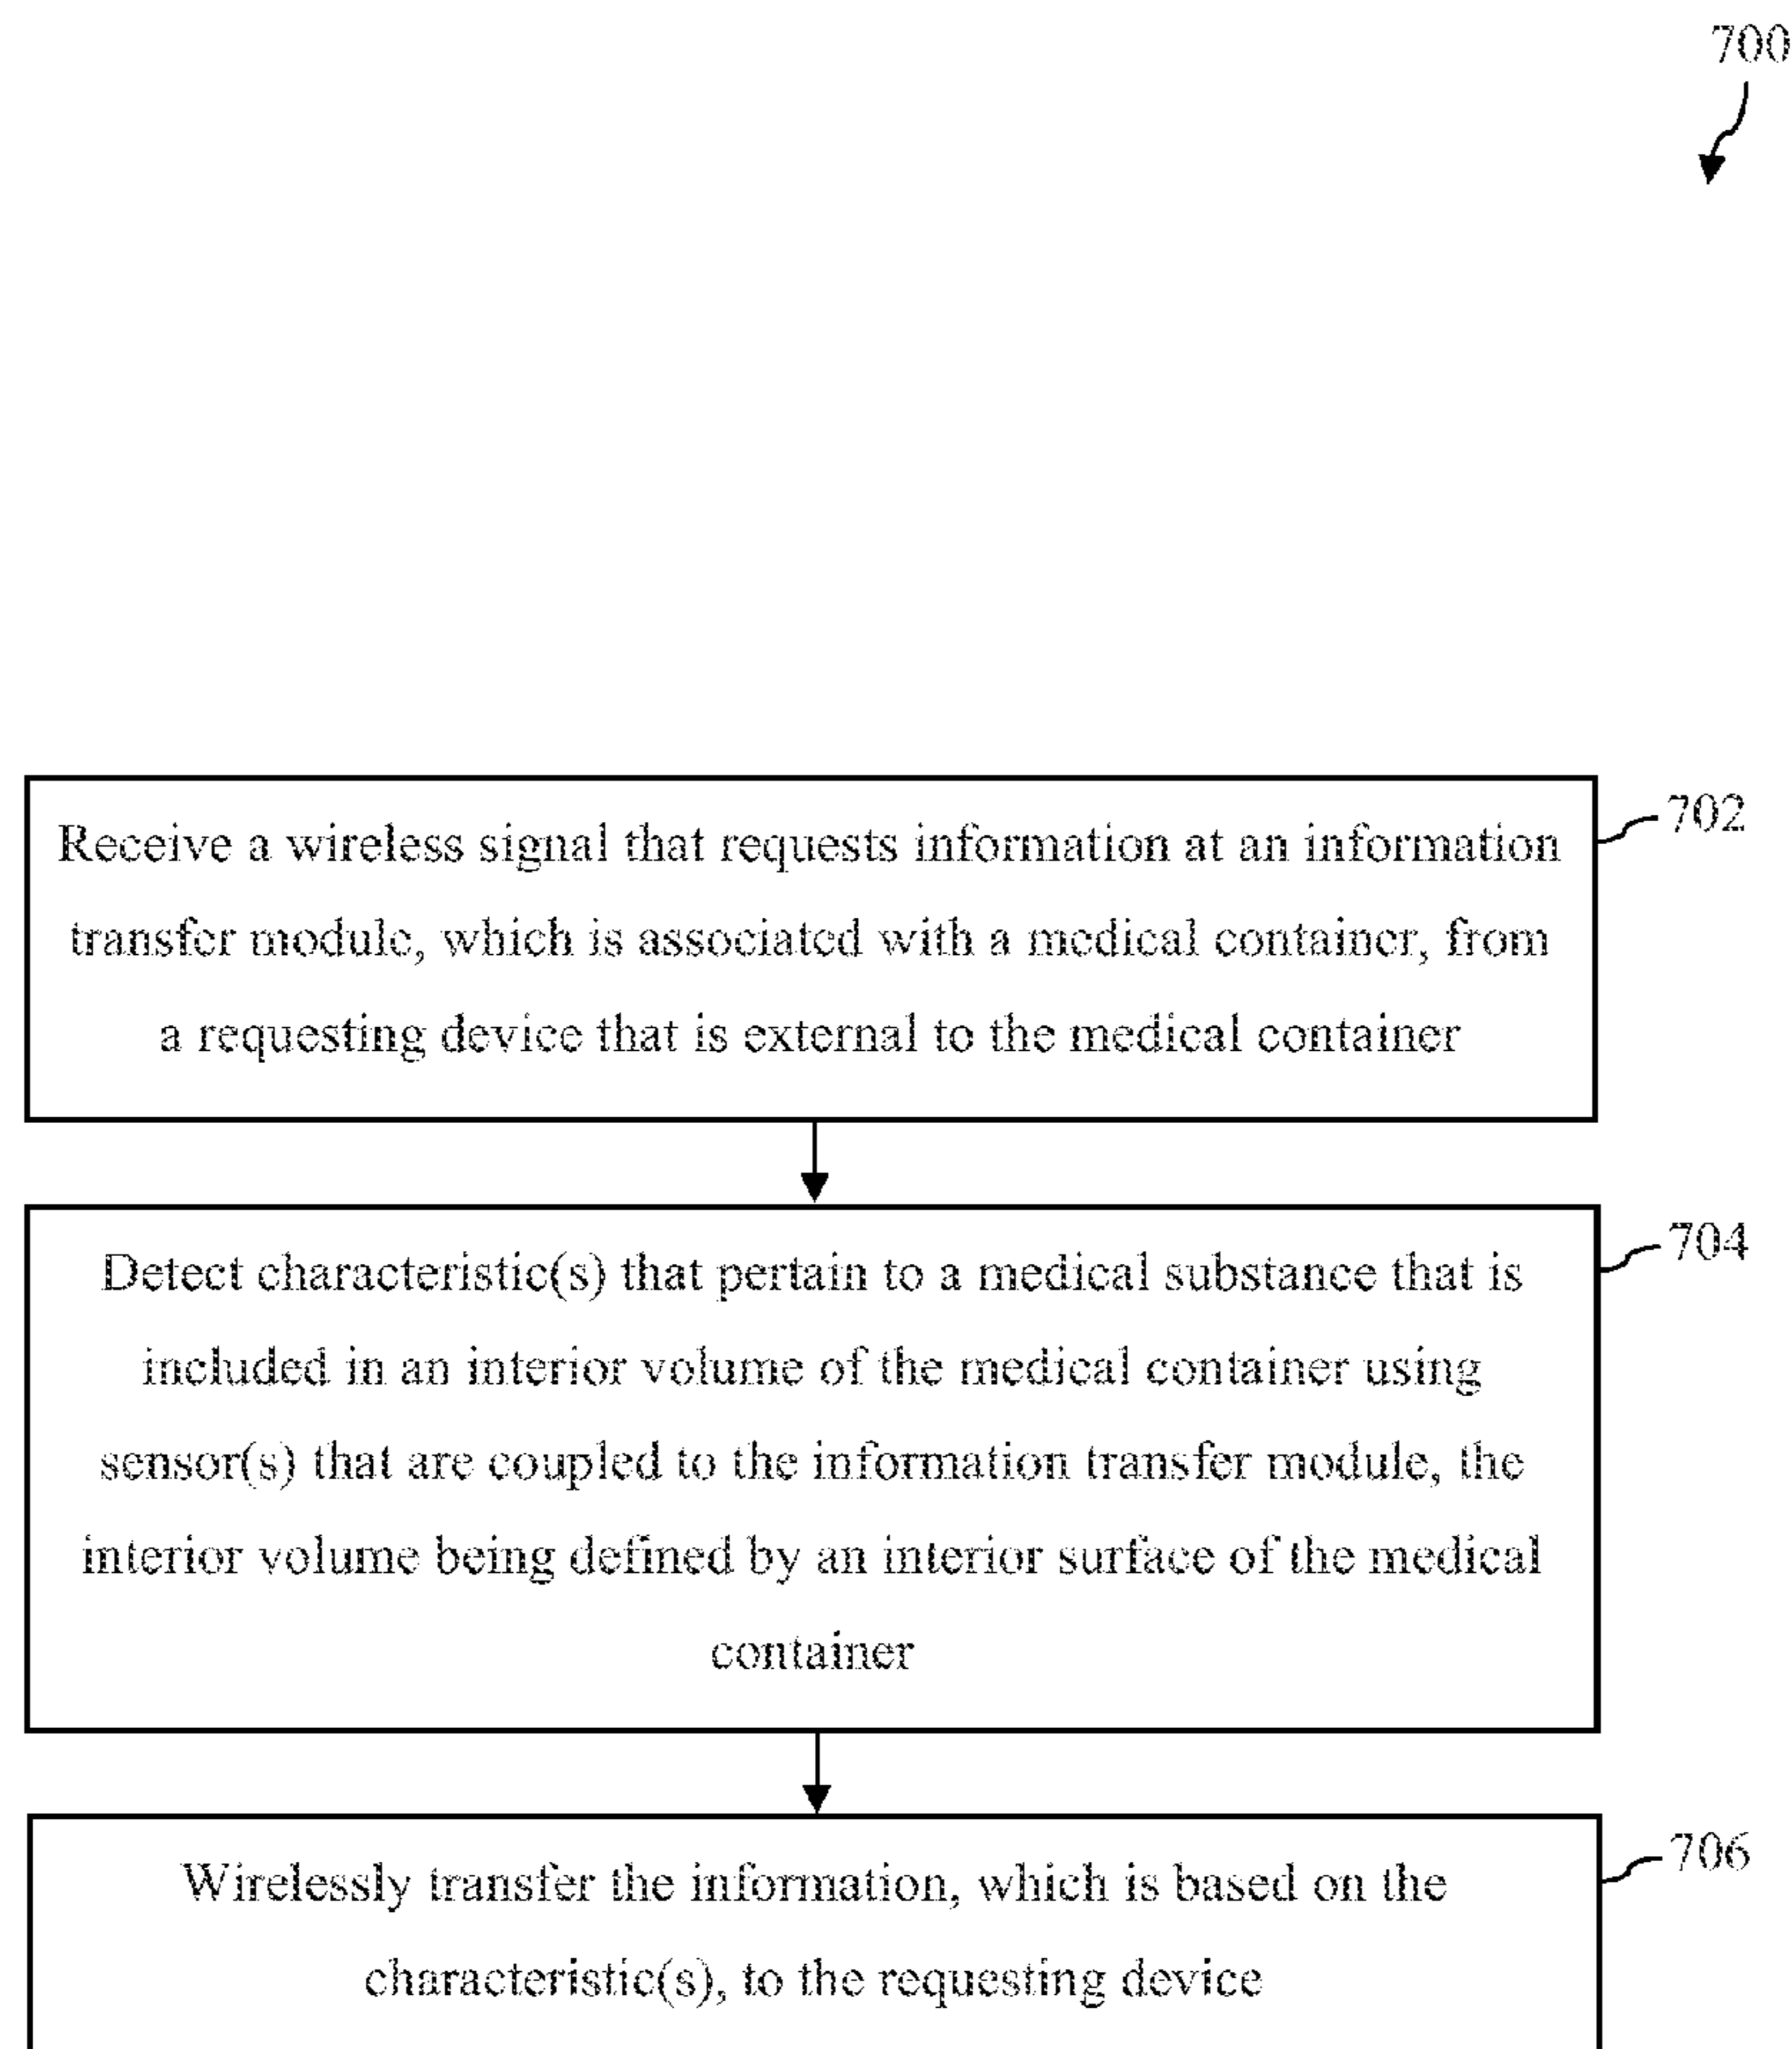 700
Receive a wireless signal that requests information at an information
702
transfer module, which is associated with a medical container, from
a requesting device that is external to the medical container
Detect characteristic(s) that pertain to a medical substance that is
704
included in an interior volume of the medical container using
sensor(s) that are coupled to the information transfer module, the
interior volume being defined by an interior surface of the medical
container
Wirelessly transfer the information, which is based on the
706
characteristic(s), to the requesting device